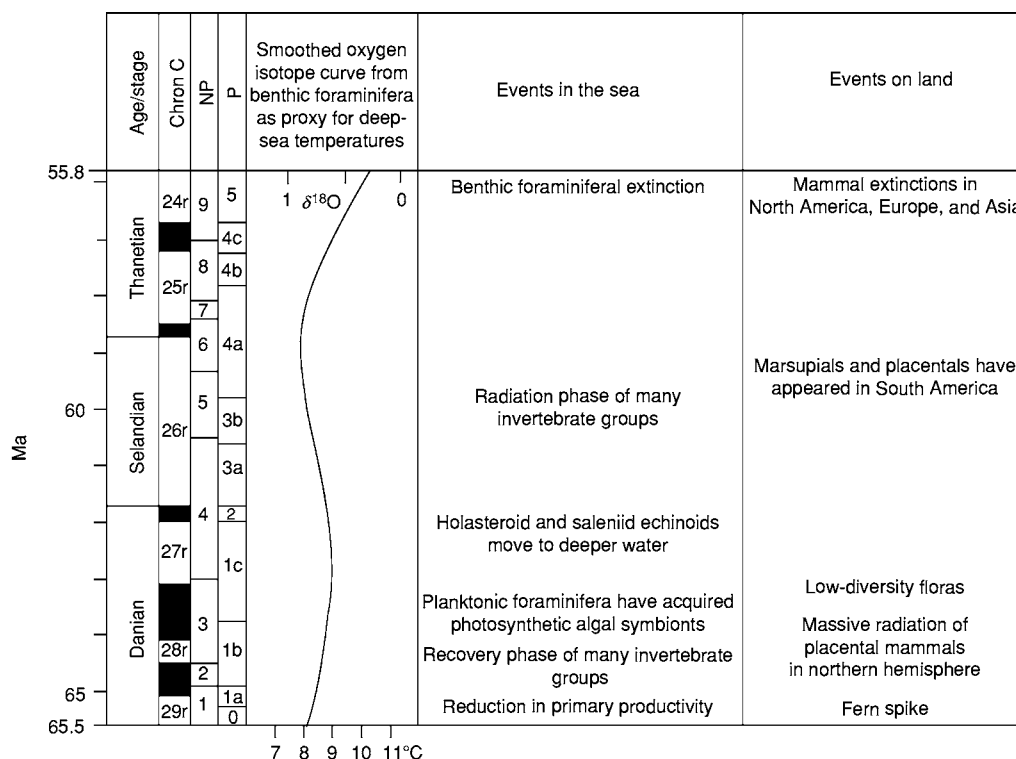 Age/stage
Chron C
NP
P
Smoothed oxygen
isotope curve from
benthic foraminifera
as proxy for deep-
sea temperatures
Events in the sea
Events on land
Ma
55.8
60
65
65.5
Thanetian
Selandian
Danian
24r
25r
26r
27r
28r
29r
9
8
7
6
5
4
3
2
1
5
4c
4b
4a
3b
3a
2
1c
1b
1a
0
1 δ18O 0
7 8 9 10 11°C
Benthic foraminiferal extinction
Radiation phase of many
invertebrate groups
Holasteroid and saleniid echinoids
move to deeper water
Planktonic foraminifera have acquired
photosynthetic algal symbionts
Recovery phase of many invertebrate
groups
Reduction in primary productivity
Mammal extinctions in
North America, Europe, and Asia
Marsupials and placentals have
appeared in South America
Low-diversity floras
Massive radiation of
placental mammals
in northern hemisphere
Fern spike